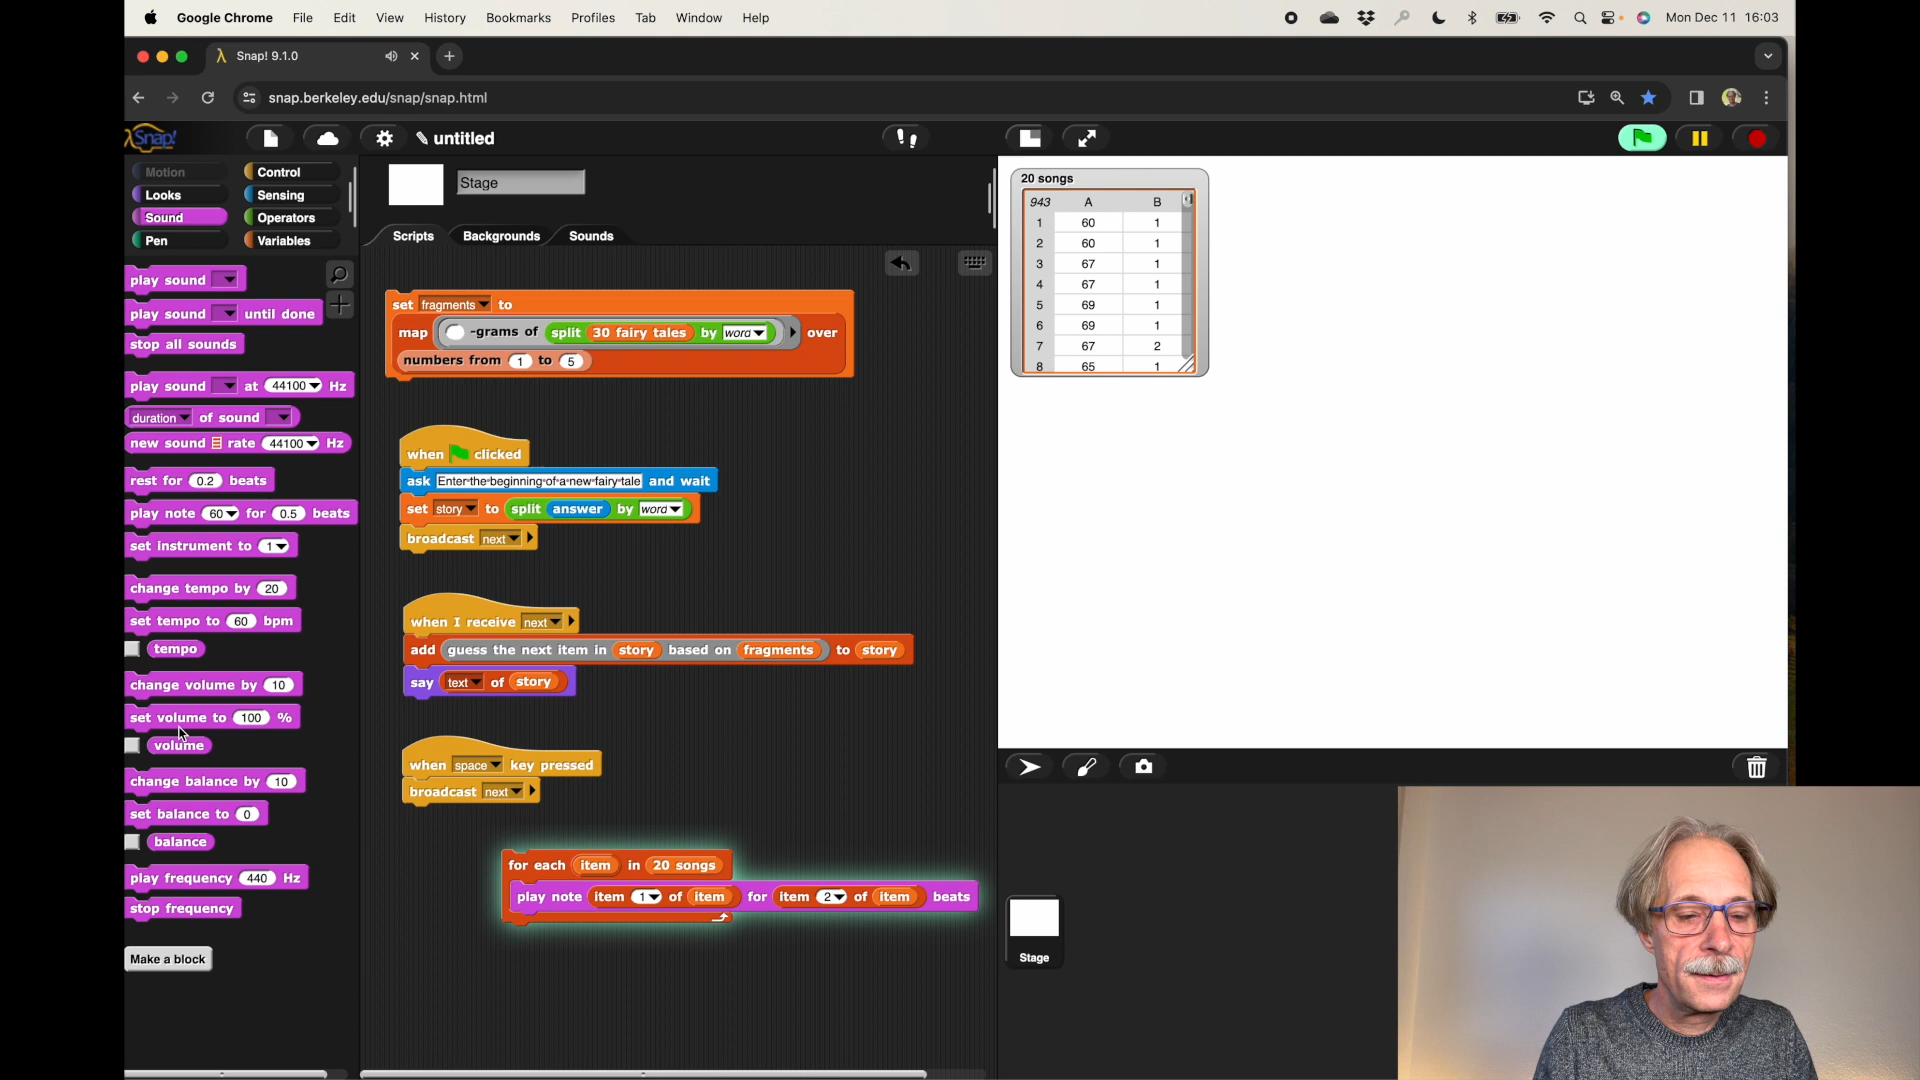 Google Chrome File Edit View History Bookmarks Profiles Tab Window Help Mon Dec 11 16:03
Snap! 9.1.0
snap.berkeley.edu/snap/snap.html
Snap! untitled
Motion Control
Looks Sensing
Sound Operators
Pen Variables
play sound
play sound until done
stop all sounds
play sound at 44100 Hz
duration of sound
new sound rate 44100 Hz
rest for 0.2 beats
play note 60 for 0.5 beats
set instrument to 1
change tempo by 20
set tempo to 60 bpm
tempo
change volume by 10
set volume to 100 %
volume
change balance by 10
set balance to 0
balance
play frequency 440 Hz
stop frequency
Make a block
Stage
Scripts Backgrounds Sounds
set fragments to
map -grams of split 30 fairy tales by word over
numbers from 1 to 5
when clicked
ask Enter·the·beginning·of·a·new·fairy·tale and wait
set story to split answer by word
broadcast next
when I receive next
add guess the next item in story based on fragments to story
say text of story
when space key pressed
broadcast next
for each item in 20 songs
play note item 1 of item for item 2 of item beats
20 songs
943 A B
1 60 1
2 60 1
3 67 1
4 67 1
5 69 1
6 69 1
7 67 2
8 65 1
Stage